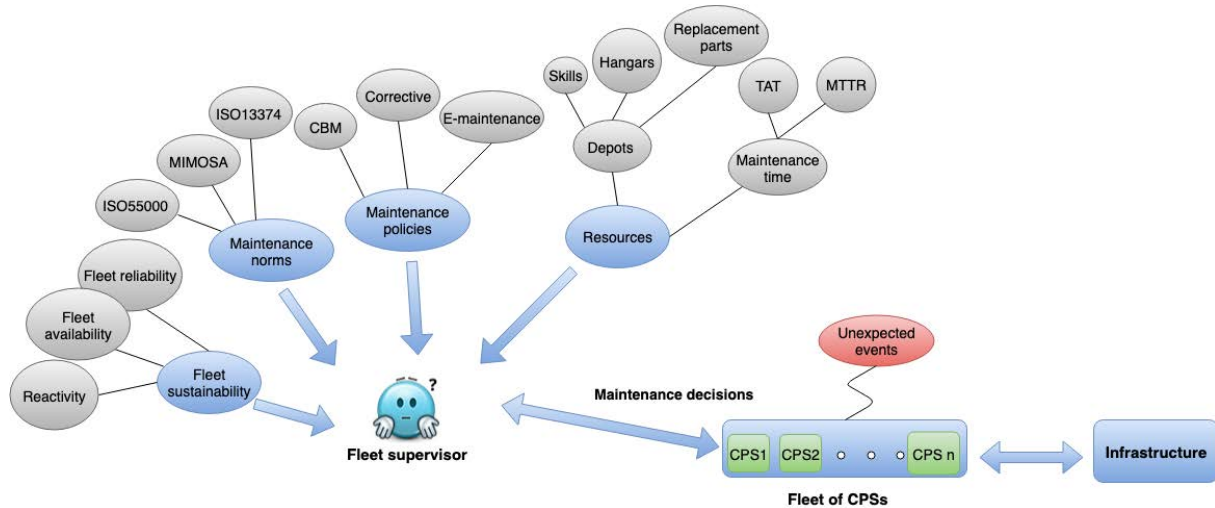 Replacement
parts
Hangars
Skills
TAT
MTTR
Corrective
ISO13374
CBM
E-maintenance
Depots
MIMOSA
Maintenance
time
ISO55000
Maintenance
policies
Resources
Maintenance
norms
Fleet reliability
Fleet
availability
Unexpected
events
Fleet
sustainability
Reactivity
?
Maintenance decisions
Fleet supervisor
CPS1
CPS2
CPS n
Infrastructure
Fleet of CPSs